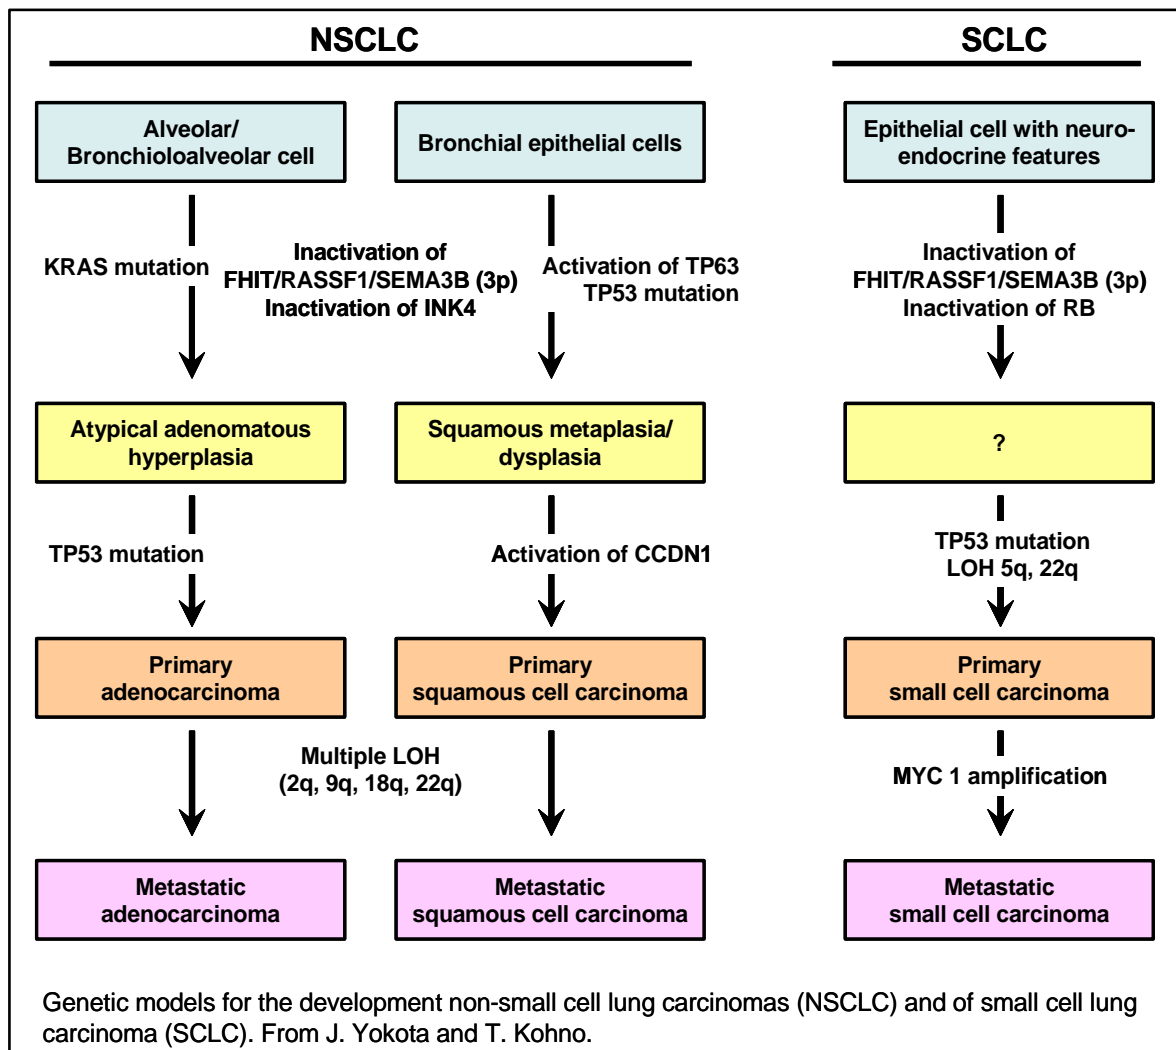 NSCLC
SCLC
Alveolar/
Bronchioloalveolar cell
Bronchial epithelial cells
Epithelial cell with neuro-
endocrine features
KRAS mutation
Inactivation of
FHIT/RASSF1/SEMA3B (3p)
Inactivation of INK4
Activation of TP63
TP53 mutation
Inactivation of
FHIT/RASSF1/SEMA3B (3p)
Inactivation of RB
Atypical adenomatous
hyperplasia
Squamous metaplasia/
dysplasia
?
TP53 mutation
Activation of CCDN1
TP53 mutation
LOH 5q, 22q
Primary
adenocarcinoma
Primary
squamous cell carcinoma
Primary
small cell carcinoma
Multiple LOH
(2q, 9q, 18q, 22q)
MYC 1 amplification
Metastatic
adenocarcinoma
Metastatic
squamous cell carcinoma
Metastatic
small cell carcinoma
Genetic models for the development non-small cell lung carcinomas (NSCLC) and of small cell lung
carcinoma (SCLC). From J. Yokota and T. Kohno.